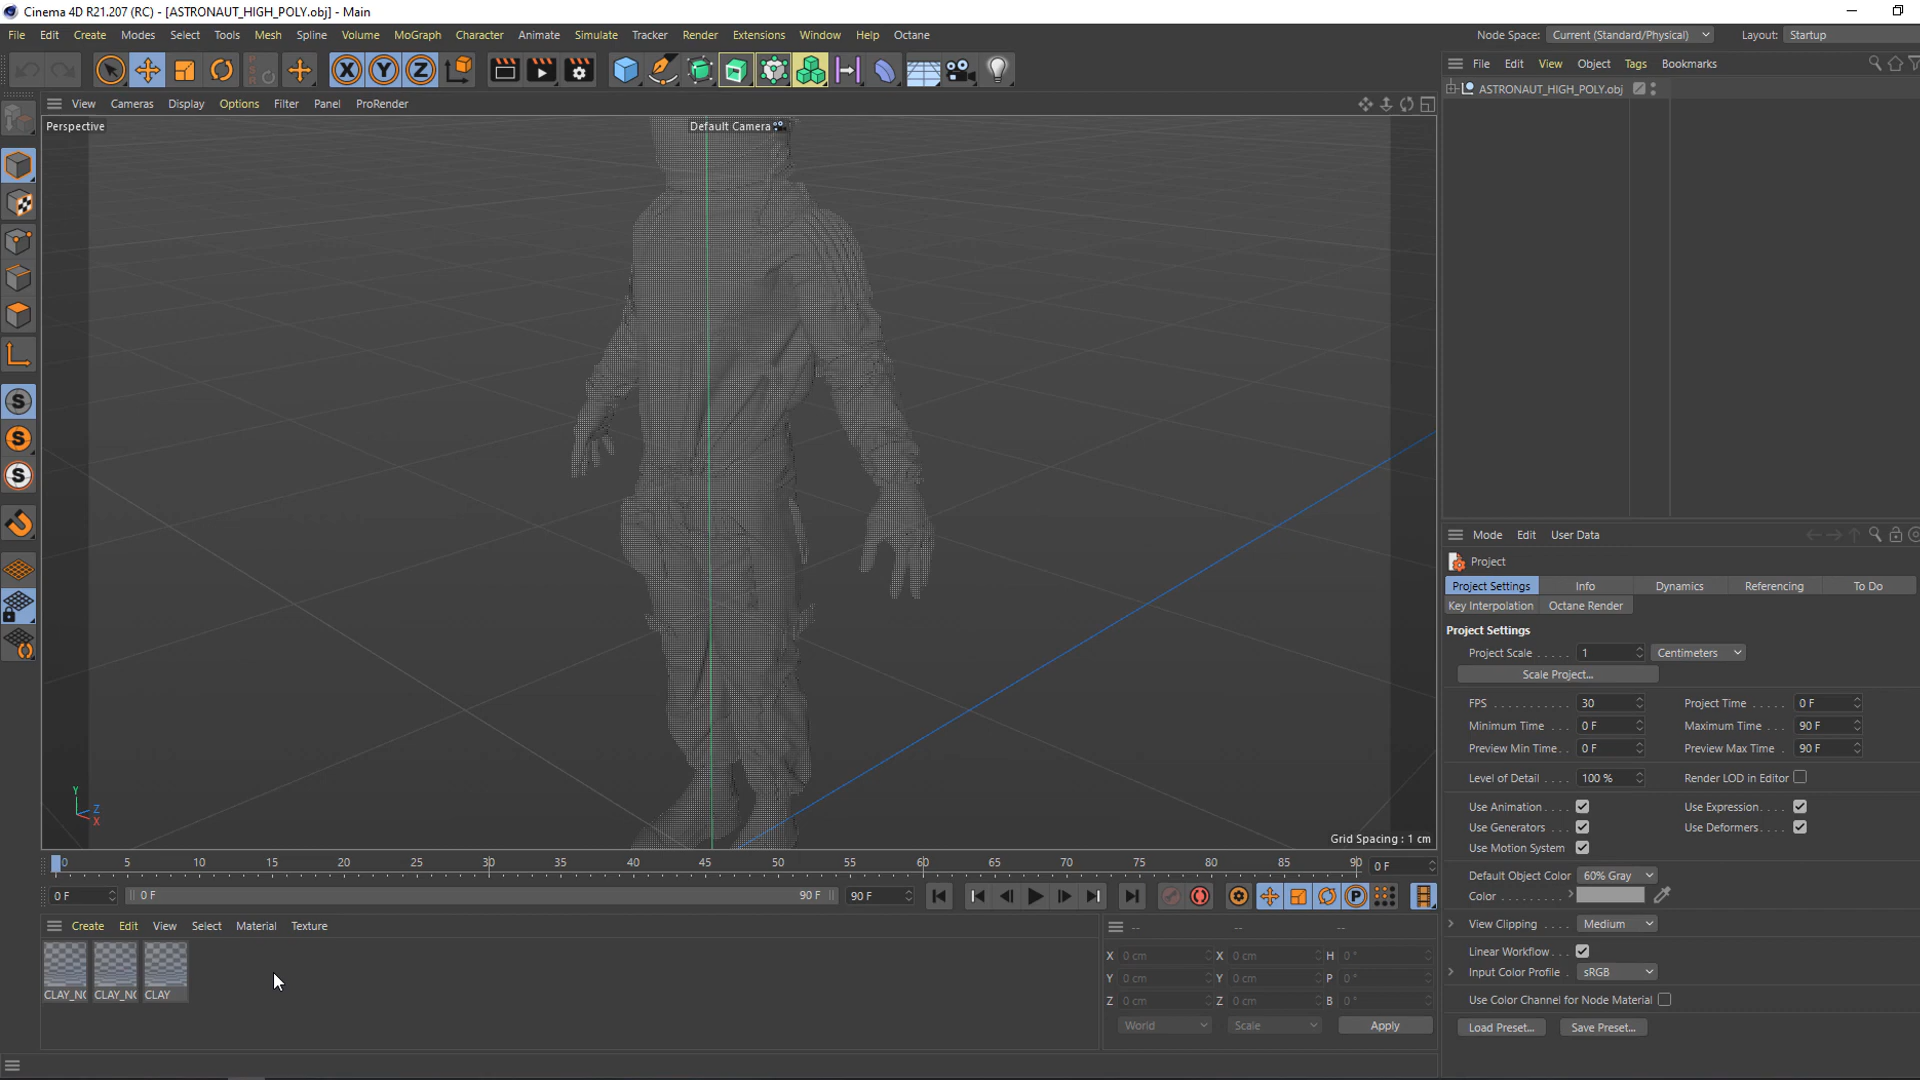 Cinema 4D R21.207 (RC) - [ASTRONAUT_HIGH_POLY.obj] - Main
File Edit Create Modes Select Tools Mesh Spline Volume MoGraph Character Animate Simulate Tracker Render Extensions Window Help Octane
Node Space: Current (Standard/Physical) Layout: Startup
File Edit View Object Tags Bookmarks
ASTRONAUT_HIGH_POLY.obj
View Cameras Display Options Filter Panel ProRender
Perspective
Default Camera
X Y Z
S
S
S
Y
Z
X
Grid Spacing : 1 cm
Mode Edit User Data
Project
Project Settings Info Dynamics Referencing To Do
Key Interpolation Octane Render
Project Settings
Project Scale . . . . . 1 Centimeters
Scale Project...
FPS . . . . . . . . . . . 30 Project Time . . . . . 0 F
Minimum Time . . . 0 F Maximum Time . . . 90 F
Preview Min Time . . 0 F Preview Max Time . 90 F
Level of Detail . . . . 100 % Render LOD in Editor
Use Animation . . . . Use Expression . . . .
Use Generators . . . Use Deformers . . . .
Use Motion System
Default Object Color 60% Gray
Color . . . . . . . . .
View Clipping . . . . Medium
Linear Workflow . . .
Input Color Profile . sRGB
Use Color Channel for Node Material
Load Preset... Save Preset...
0 5 10 15 20 25 30 35 40 45 50 55 60 65 70 75 80 85 90 0 F
0 F 0 F 90 F 90 F
P
Create Edit View Select Material Texture
CLAY_NO CLAY_NO CLAY
-- -- --
X 0 cm X 0 cm H 0 °
Y 0 cm Y 0 cm P 0 °
Z 0 cm Z 0 cm B 0 °
World Scale Apply